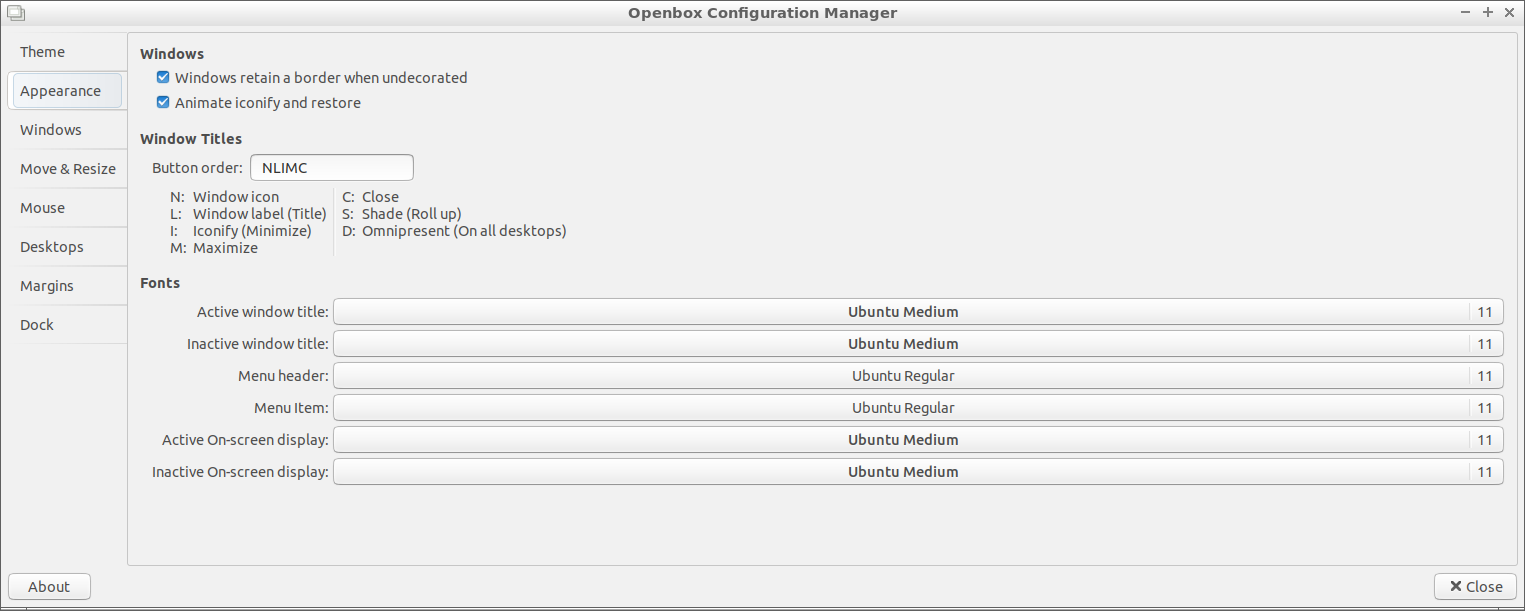 Openbox Configuration Manager
Theme
Appearance
Windows
Move & Resize
Mouse
Desktops
Margins
Dock
Windows
Windows retain a border when undecorated
Animate iconify and restore
Window Titles
Button order: NLIMC
N: Window icon C: Close
L: Window label (Title) S: Shade (Roll up)
I: Iconify (Minimize) D: Omnipresent (On all desktops)
M: Maximize
Fonts
Active window title: Ubuntu Medium 11
Inactive window title: Ubuntu Medium 11
Menu header: Ubuntu Regular 11
Menu Item: Ubuntu Regular 11
Active On-screen display: Ubuntu Medium 11
Inactive On-screen display: Ubuntu Medium 11
About Close